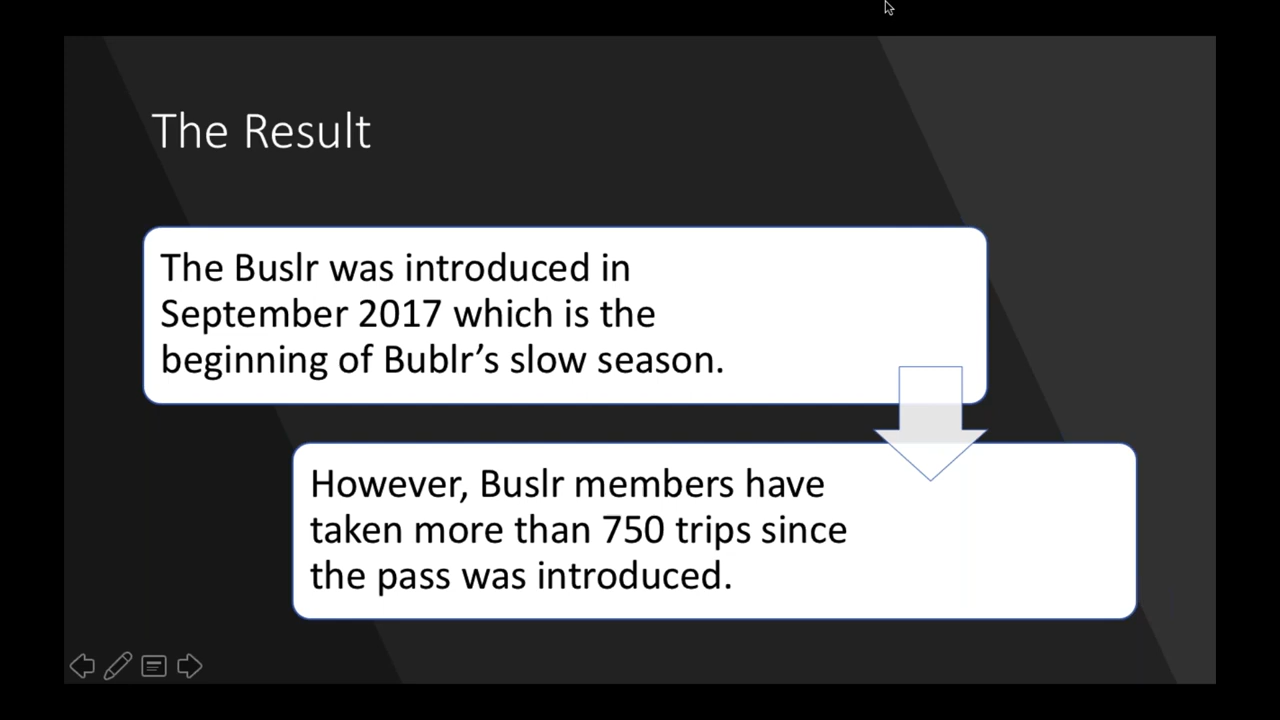 The Result
The Buslr was introduced in
September 2017 which is the
beginning of Bublr’s slow season.
However, Buslr members have
taken more than 750 trips since
the pass was introduced.